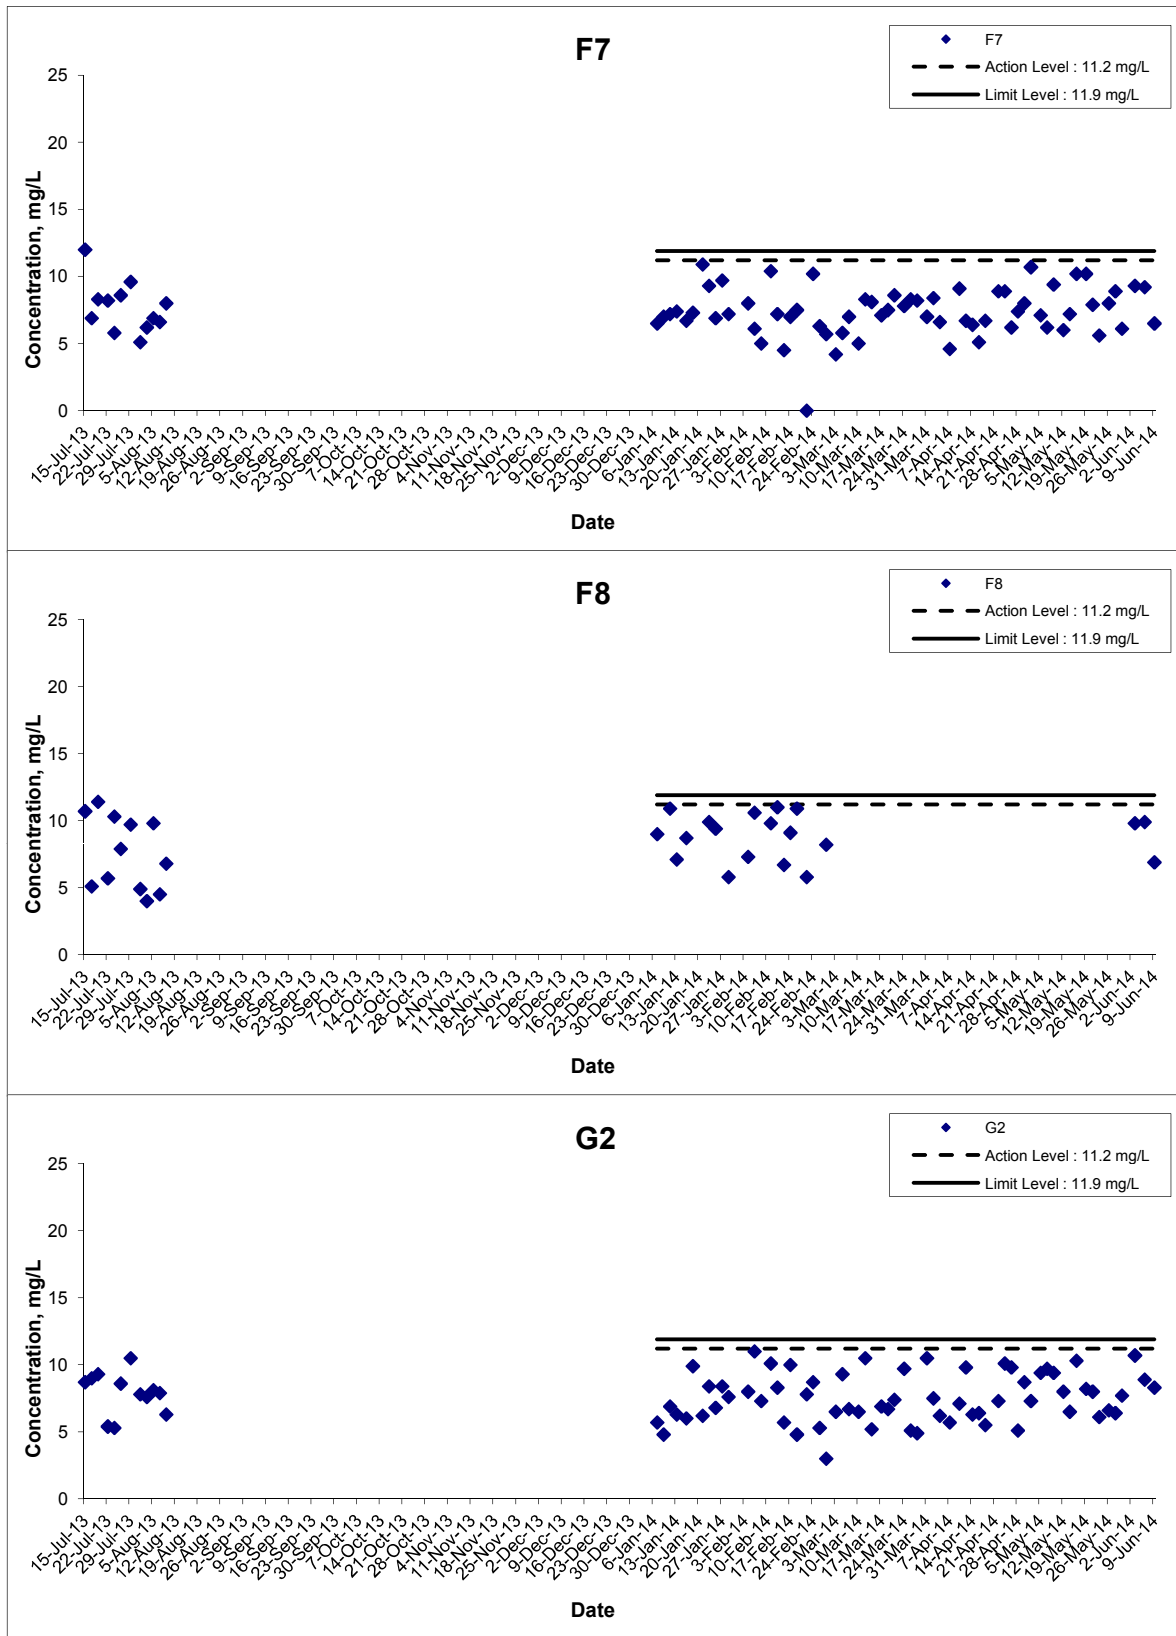 F7
F7
Action Level : 11.2 mg/L
Limit Level : 11.9 mg/L
25
20
15
10
5
0
Concentration, mg/L
15-Jul-13
22-Jul-13
29-Jul-13
5-Aug-13
12-Aug-13
19-Aug-13
26-Aug-13
2-Sep-13
9-Sep-13
16-Sep-13
23-Sep-13
30-Sep-13
7-Oct-13
14-Oct-13
21-Oct-13
28-Oct-13
4-Nov-13
11-Nov-13
18-Nov-13
25-Nov-13
2-Dec-13
9-Dec-13
16-Dec-13
23-Dec-13
30-Dec-13
6-Jan-14
13-Jan-14
20-Jan-14
27-Jan-14
3-Feb-14
10-Feb-14
17-Feb-14
24-Feb-14
3-Mar-14
10-Mar-14
17-Mar-14
24-Mar-14
31-Mar-14
7-Apr-14
14-Apr-14
21-Apr-14
28-Apr-14
5-May-14
12-May-14
19-May-14
26-May-14
2-Jun-14
9-Jun-14
Date
F8
F8
Action Level : 11.2 mg/L
Limit Level : 11.9 mg/L
25
20
15
10
5
0
Concentration, mg/L
15-Jul-13
22-Jul-13
29-Jul-13
5-Aug-13
12-Aug-13
19-Aug-13
26-Aug-13
2-Sep-13
9-Sep-13
16-Sep-13
23-Sep-13
30-Sep-13
7-Oct-13
14-Oct-13
21-Oct-13
28-Oct-13
4-Nov-13
11-Nov-13
18-Nov-13
25-Nov-13
2-Dec-13
9-Dec-13
16-Dec-13
23-Dec-13
30-Dec-13
6-Jan-14
13-Jan-14
20-Jan-14
27-Jan-14
3-Feb-14
10-Feb-14
17-Feb-14
24-Feb-14
3-Mar-14
10-Mar-14
17-Mar-14
24-Mar-14
31-Mar-14
7-Apr-14
14-Apr-14
21-Apr-14
28-Apr-14
5-May-14
12-May-14
19-May-14
26-May-14
2-Jun-14
9-Jun-14
Date
G2
G2
Action Level : 11.2 mg/L
Limit Level : 11.9 mg/L
25
20
15
10
5
0
Concentration, mg/L
15-Jul-13
22-Jul-13
29-Jul-13
5-Aug-13
12-Aug-13
19-Aug-13
26-Aug-13
2-Sep-13
9-Sep-13
16-Sep-13
23-Sep-13
30-Sep-13
7-Oct-13
14-Oct-13
21-Oct-13
28-Oct-13
4-Nov-13
11-Nov-13
18-Nov-13
25-Nov-13
2-Dec-13
9-Dec-13
16-Dec-13
23-Dec-13
30-Dec-13
6-Jan-14
13-Jan-14
20-Jan-14
27-Jan-14
3-Feb-14
10-Feb-14
17-Feb-14
24-Feb-14
3-Mar-14
10-Mar-14
17-Mar-14
24-Mar-14
31-Mar-14
7-Apr-14
14-Apr-14
21-Apr-14
28-Apr-14
5-May-14
12-May-14
19-May-14
26-May-14
2-Jun-14
9-Jun-14
Date